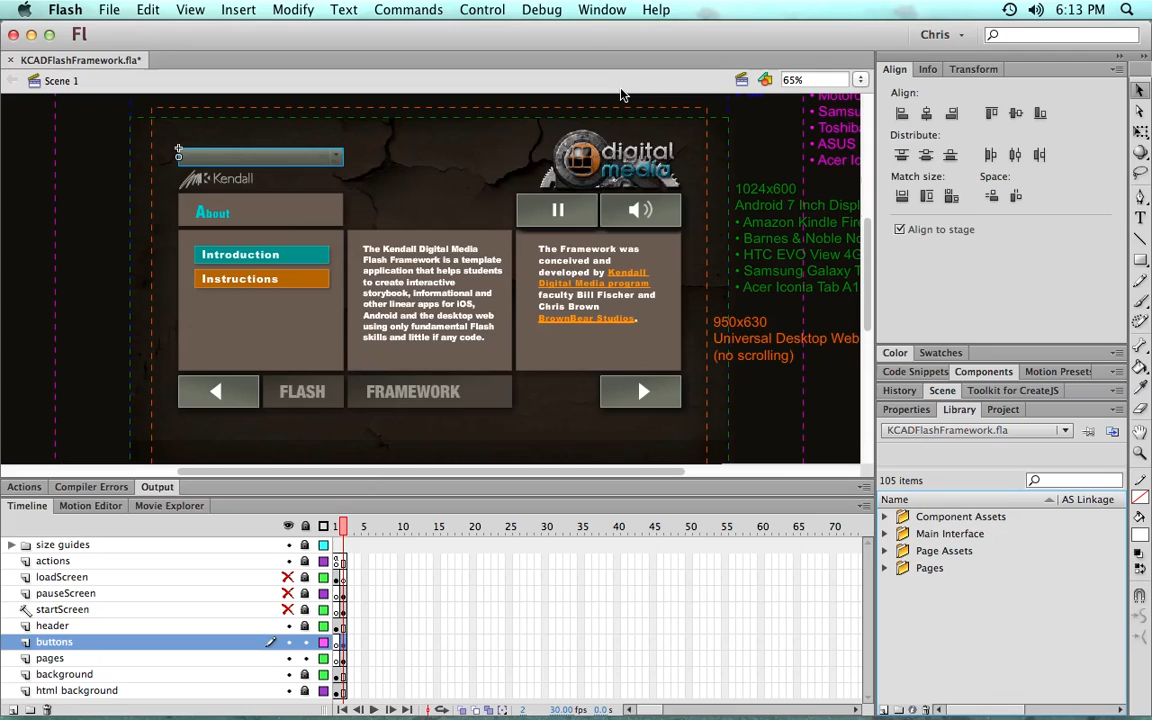 Flash File Edit View Insert Modify Text Commands Control Debug Window Help 6:13 PM
Fl Chris
× KCADFlashFramework.fla*
Scene 1 65%
Align Info Transform
Align:
Distribute:
Match size: Space:
Align to stage
• Samsu
• Toshiba
• ASUS
• Acer Ico
1024x600
Android 7 Inch Displ
• Amazon Kindle Fir
• Barnes & Noble No
• HTC EVO View 4G
• Samsung Galaxy T
• Acer Iconia Tab A1
950x630
Universal Desktop Web
(no scrolling)
digital
media
Kendall
About
Introduction
Instructions
The Kendall Digital Media
Flash Framework is a template
application that helps students
to create interactive
storybook, informational and
other linear apps for iOS,
Android and the desktop web
using only fundamental Flash
skills and little if any code.
The Framework was
conceived and
developed by Kendall
Digital Media program
faculty Bill Fischer and
Chris Brown
BrownBear Studios.
FLASH FRAMEWORK
Color Swatches
Code Snippets Components Motion Presets
History Scene Toolkit for CreateJS
Properties Library Project
KCADFlashFramework.fla
105 items
Name AS Linkage
Component Assets
Main Interface
Page Assets
Pages
Actions Compiler Errors Output
Timeline Motion Editor Movie Explorer
1 5 10 15 20 25 30 35 40 45 50 55 60 65 70
size guides
actions
loadScreen
pauseScreen
startScreen
header
buttons
pages
background
html background
2 30.00 fps 0.0 s